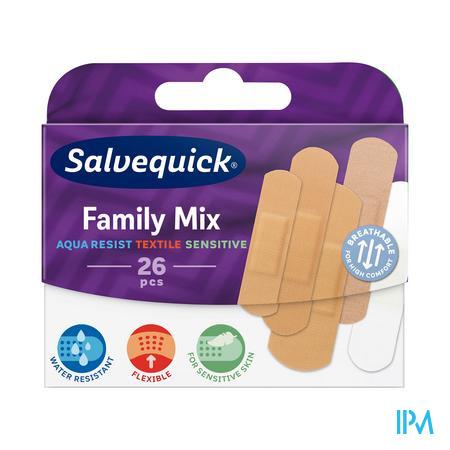 Salvequick®
Family Mix
AQUA RESIST TEXTILE SENSITIVE
26
pcs
BREATHABLE
FOR HIGH COMFORT
WATER RESISTANT
FLEXIBLE
FOR SENSITIVE SKIN
IPM